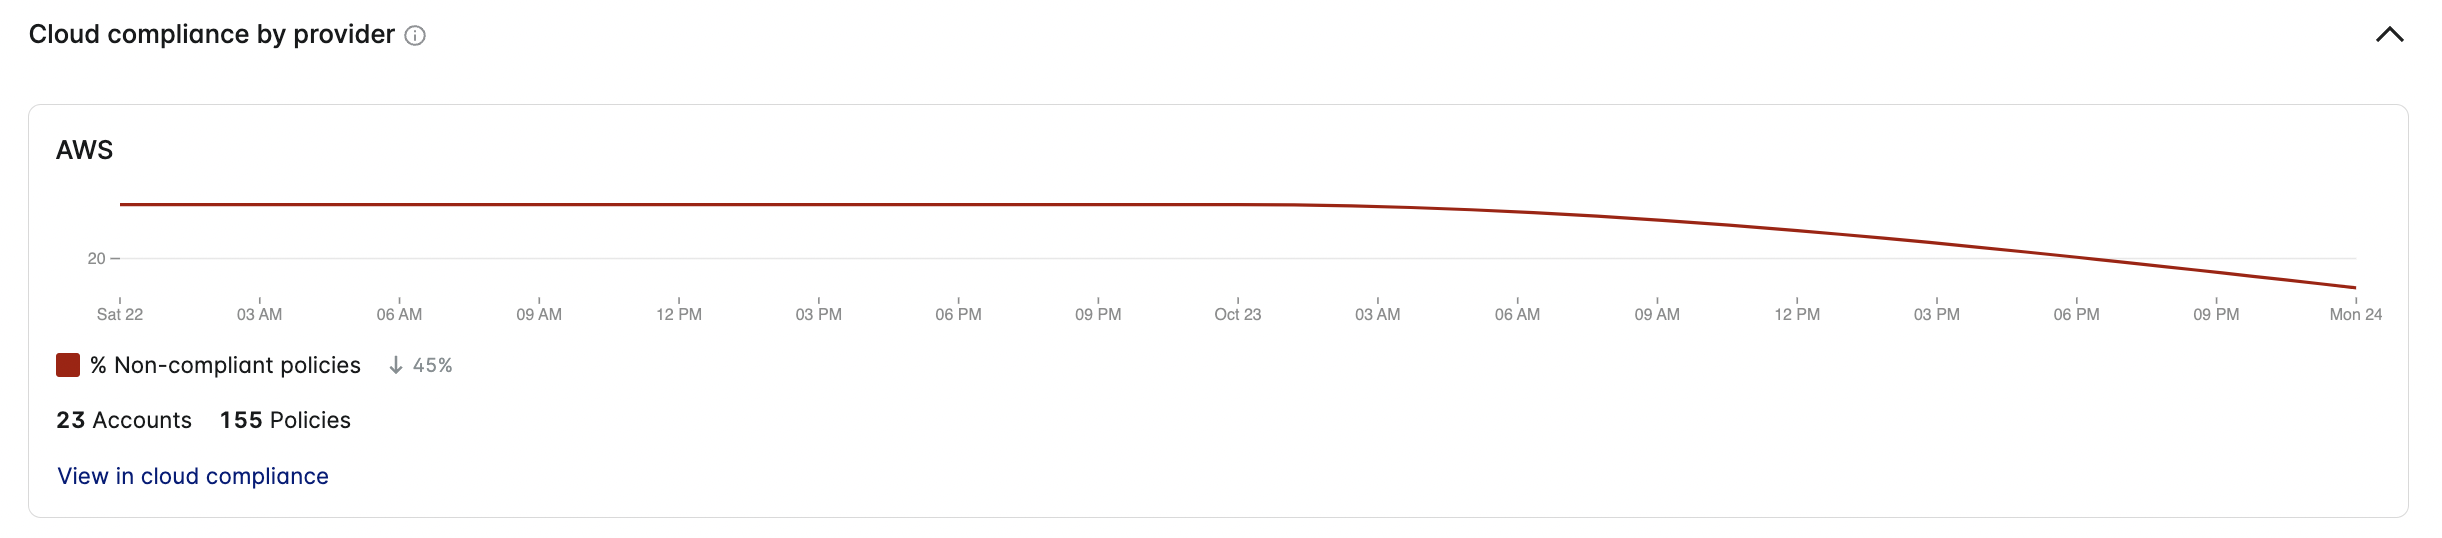 Cloud compliance by provider
AWS
20
Sat 22 03 AM 06 AM 09 AM 12 PM 03 PM 06 PM 09 PM Oct 23 03 AM 06 AM 09 AM 12 PM 03 PM 06 PM 09 PM Mon 24
% Non-compliant policies ↓ 45%
23 Accounts 155 Policies
View in cloud compliance